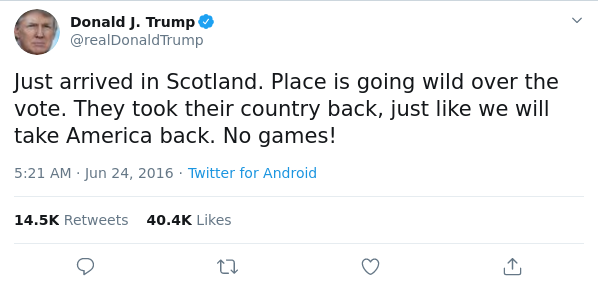 Donald J. Trump
@realDonaldTrump
Just arrived in Scotland. Place is going wild over the
vote. They took their country back, just like we will
take America back. No games!
5:21 AM · Jun 24, 2016 · Twitter for Android
14.5K Retweets 40.4K Likes